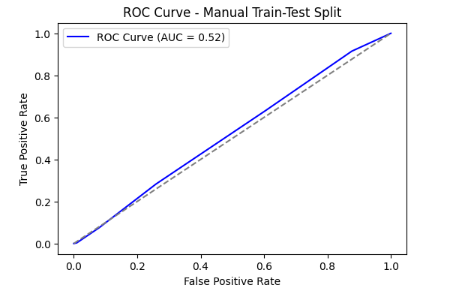 ROC Curve - Manual Train-Test Split
ROC Curve (AUC = 0.52)
True Positive Rate
1.0
0.8
0.6
0.4
0.2
0.0
0.0 0.2 0.4 0.6 0.8 1.0
False Positive Rate